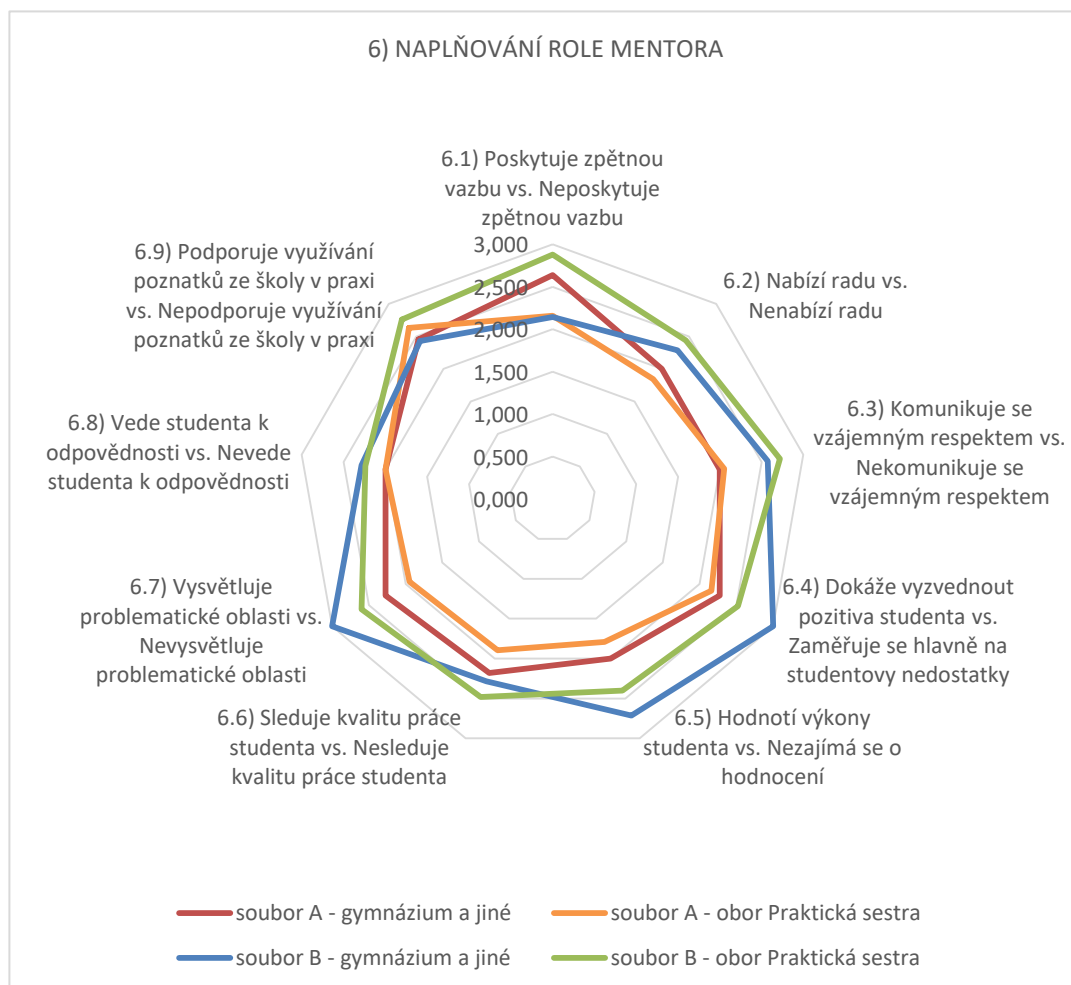 6) NAPLŇOVÁNÍ ROLE MENTORA
6.1) Poskytuje zpětnou
vazbu vs. Neposkytuje
zpětnou vazbu
6.2) Nabízí radu vs.
Nenabízí radu
6.3) Komunikuje se
vzájemným respektem vs.
Nekomunikuje se
vzájemným respektem
6.4) Dokáže vyzvednout
pozitiva studenta vs.
Zaměřuje se hlavně na
studentovy nedostatky
6.5) Hodnotí výkony
studenta vs. Nezajímá se o
hodnocení
6.6) Sleduje kvalitu práce
studenta vs. Nesleduje
kvalitu práce studenta
6.7) Vysvětluje
problematické oblasti vs.
Nevysvětluje
problematické oblasti
6.8) Vede studenta k
odpovědnosti vs. Nevede
studenta k odpovědnosti
6.9) Podporuje využívání
poznatků ze školy v praxi
vs. Nepodporuje využívání
poznatků ze školy v praxi
3,000
2,500
2,000
1,500
1,000
0,500
0,000
soubor A - gymnázium a jiné
soubor A - obor Praktická sestra
soubor B - gymnázium a jiné
soubor B - obor Praktická sestra